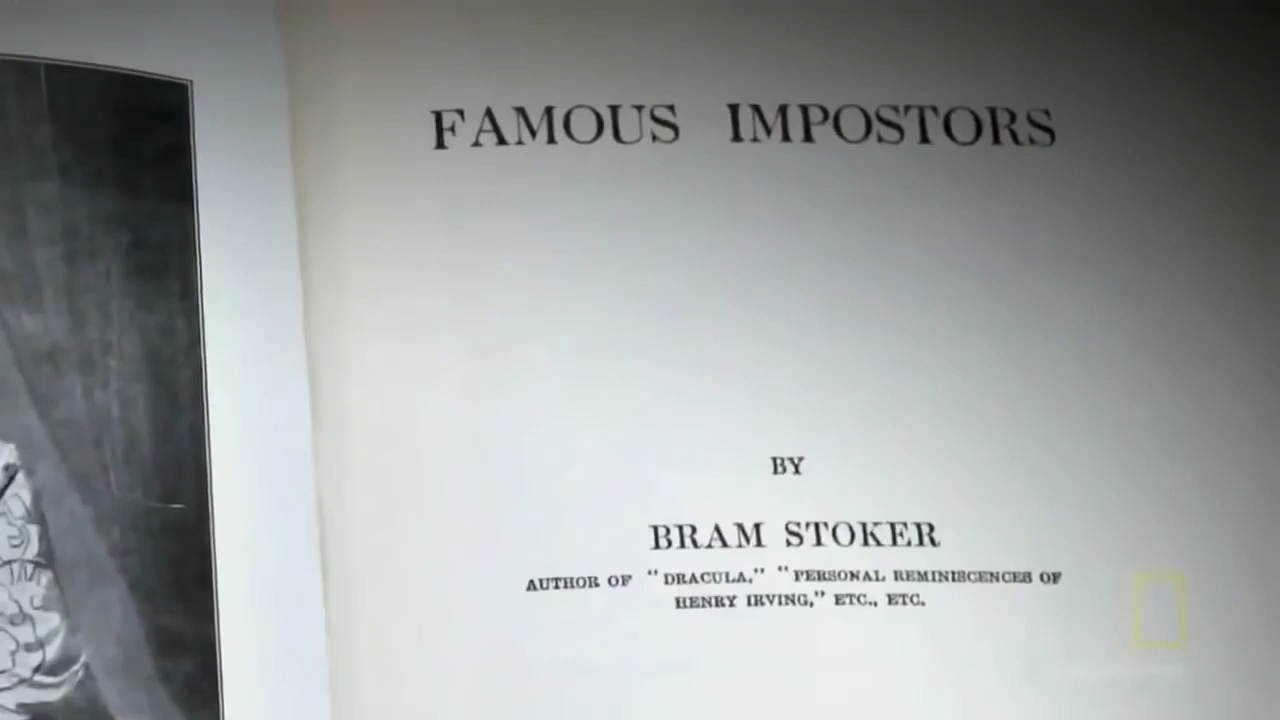 FAMOUS IMPOSTORS
BY
BRAM STOKER
AUTHOR OF "DRACULA," "PERSONAL REMINISCENCES OF
HENRY IRVING," ETC., ETC.